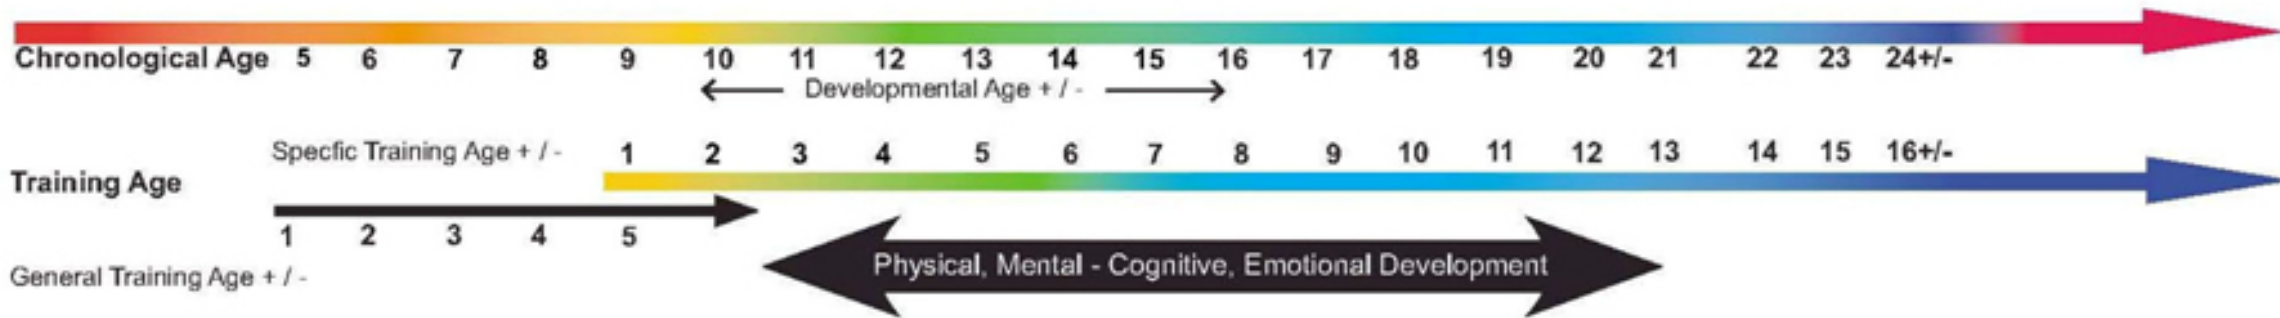 Chronological Age 5 6 7 8 9 10 11 12 13 14 15 16 17 18 19 20 21 22 23 24+/-
Developmental Age + / -
Specfic Training Age + / - 1 2 3 4 5 6 7 8 9 10 11 12 13 14 15 16+/-
Training Age
1 2 3 4 5
Physical, Mental - Cognitive, Emotional Development
General Training Age + / -